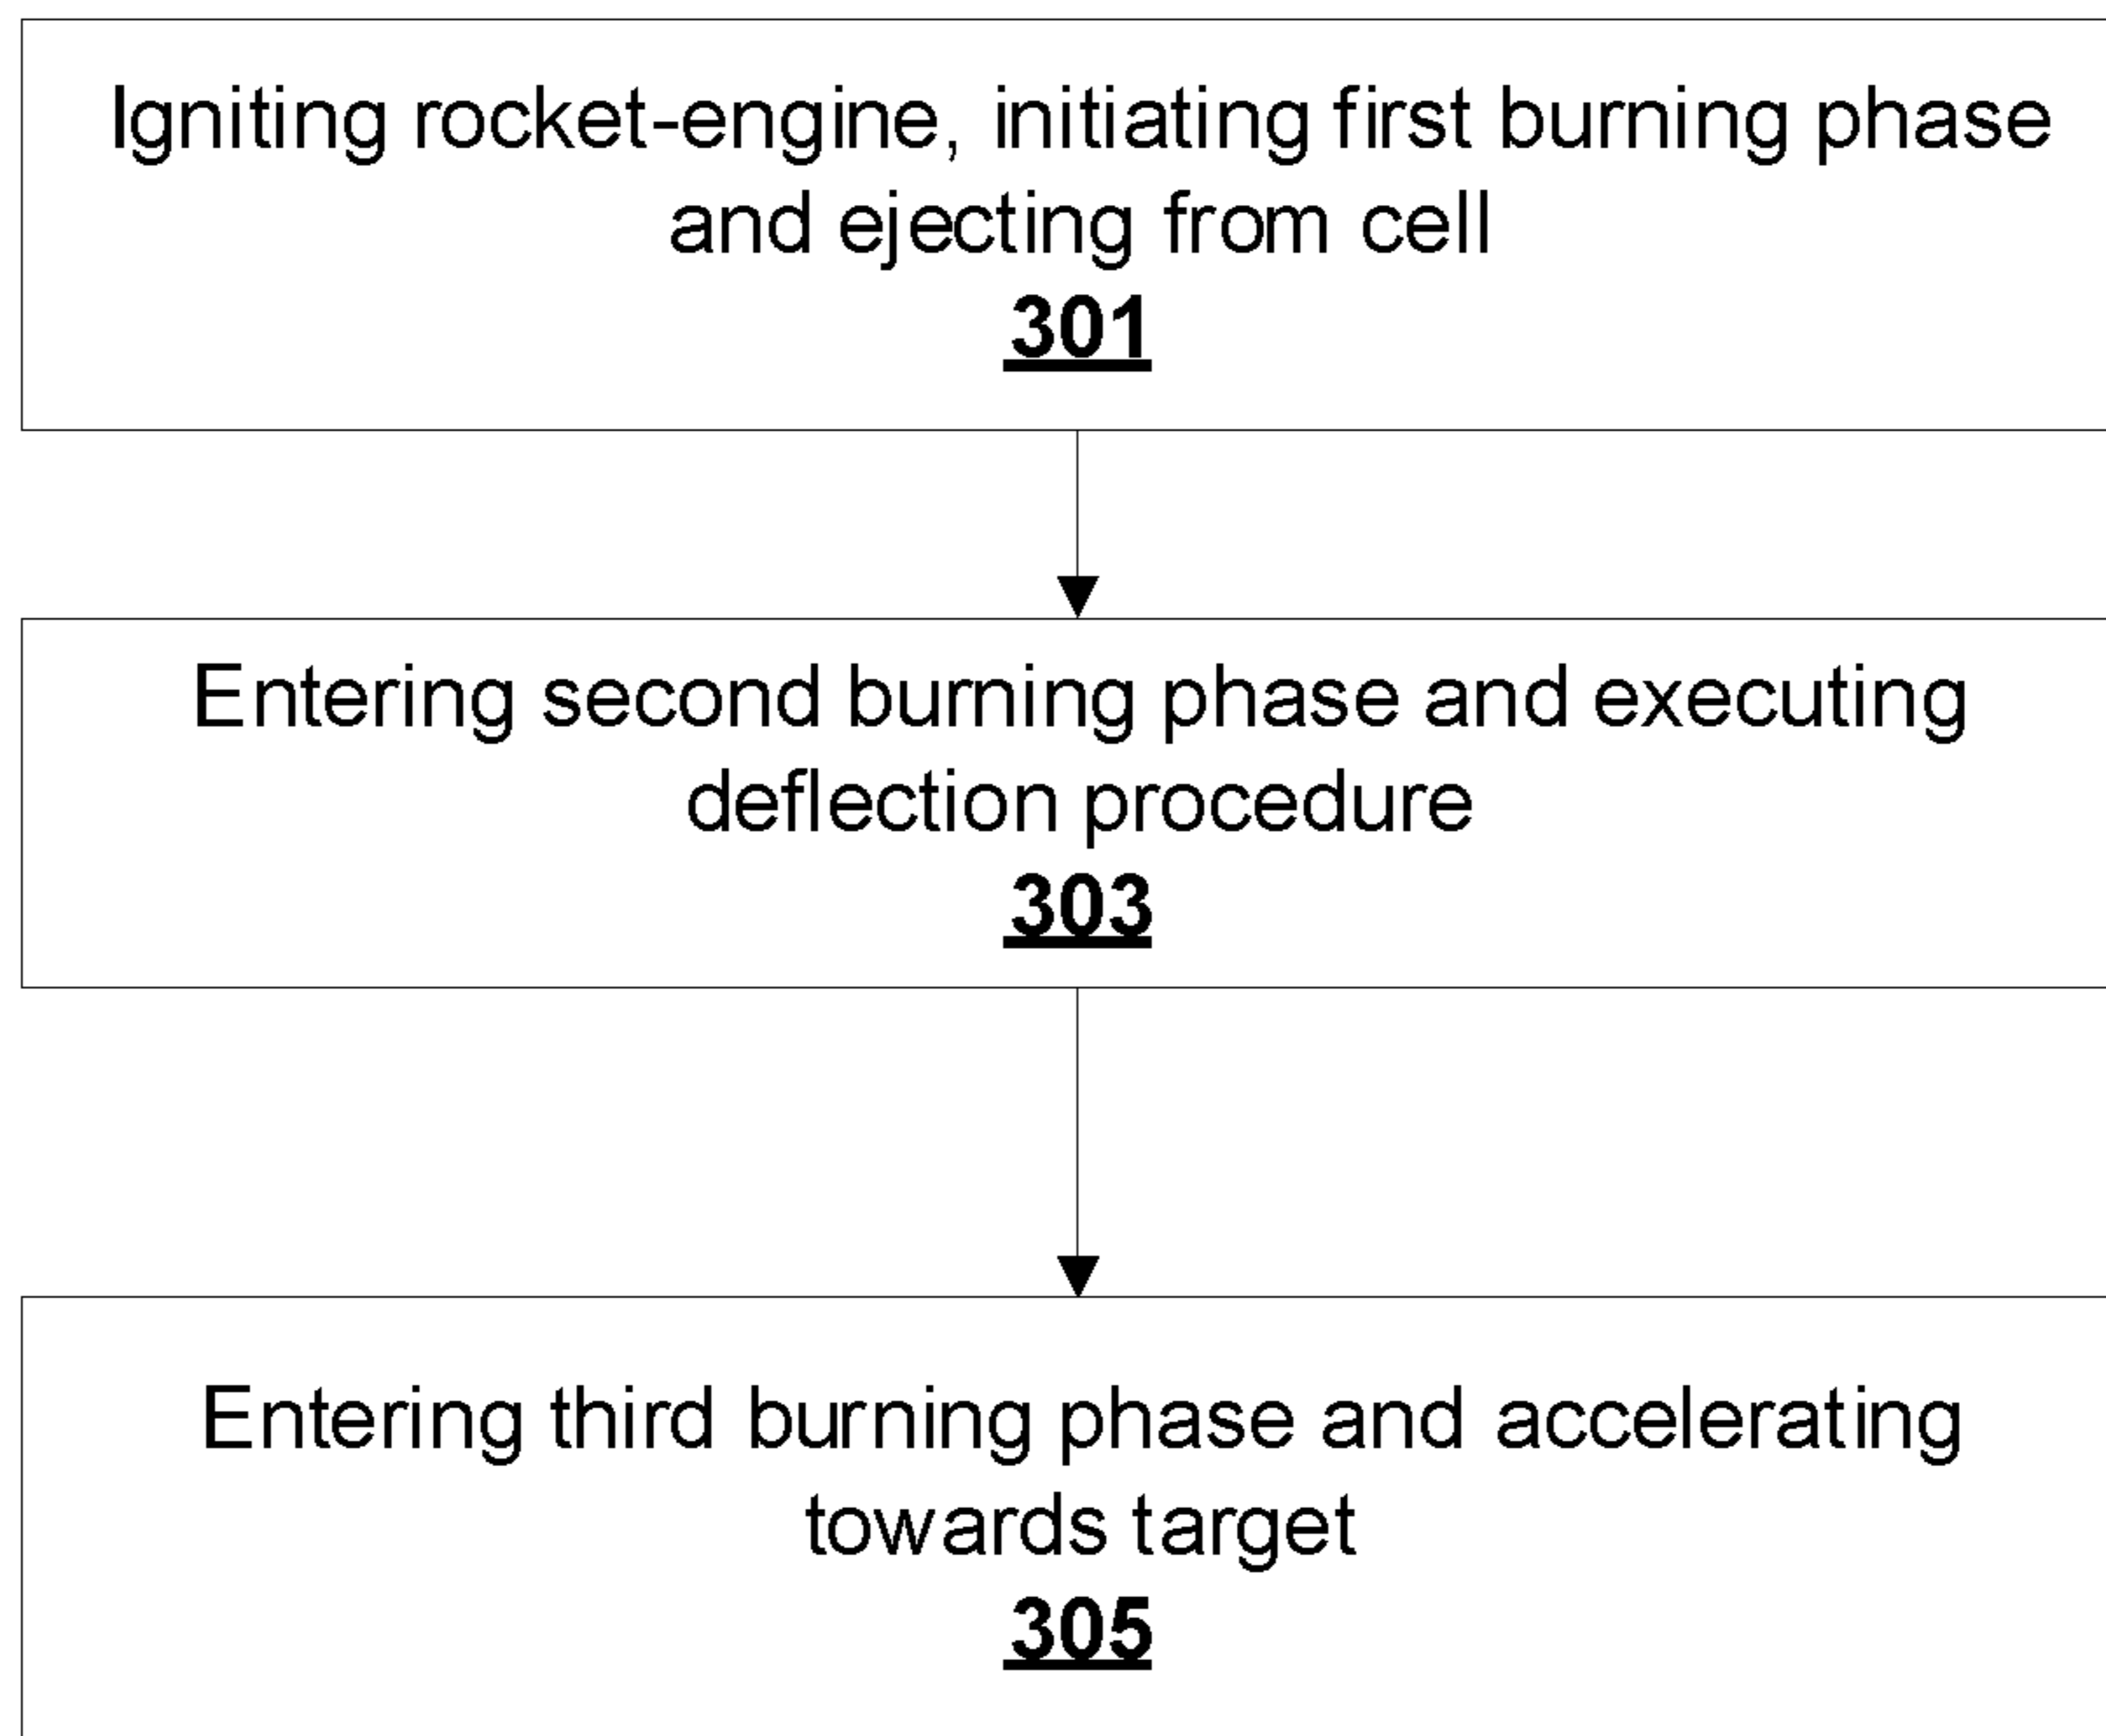 Igniting rocket-engine, initiating first burning phase
and ejecting from cell
301
Entering second burning phase and executing
deflection procedure
303
Entering third burning phase and accelerating
towards target
305